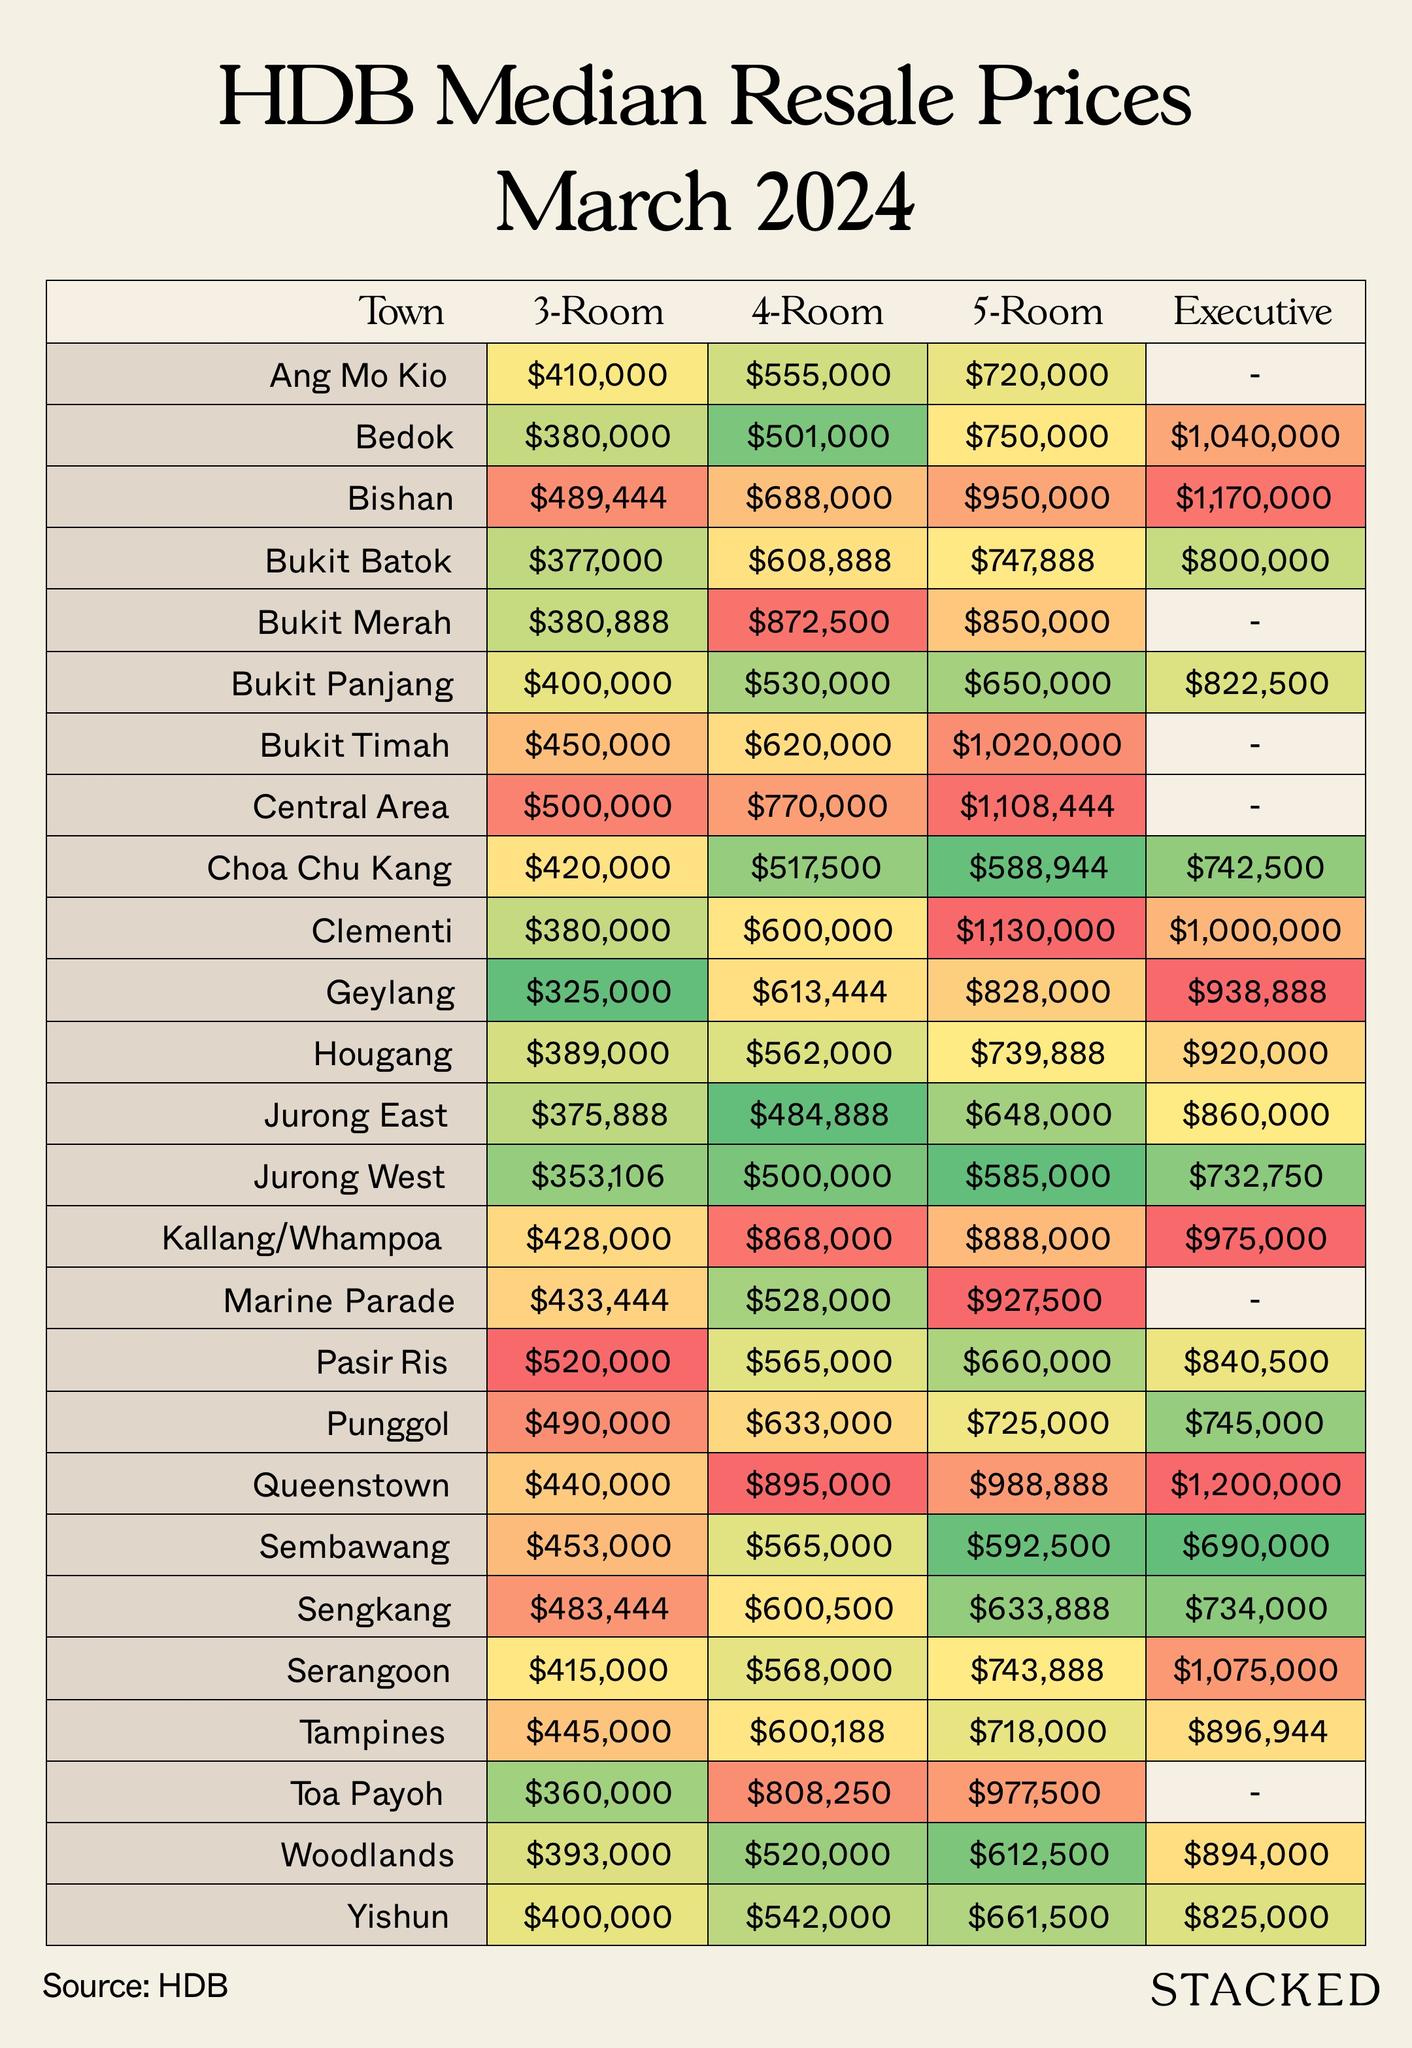 HDB Median Resale Prices
March 2024
Town 3-Room 4-Room 5-Room Executive
Ang Mo Kio $410,000 $555,000 $720,000 -
Bedok $380,000 $501,000 $750,000 $1,040,000
Bishan $489,444 $688,000 $950,000 $1,170,000
Bukit Batok $377,000 $608,888 $747,888 $800,000
Bukit Merah $380,888 $872,500 $850,000 -
Bukit Panjang $400,000 $530,000 $650,000 $822,500
Bukit Timah $450,000 $620,000 $1,020,000 -
Central Area $500,000 $770,000 $1,108,444 -
Choa Chu Kang $420,000 $517,500 $588,944 $742,500
Clementi $380,000 $600,000 $1,130,000 $1,000,000
Geylang $325,000 $613,444 $828,000 $938,888
Hougang $389,000 $562,000 $739,888 $920,000
Jurong East $375,888 $484,888 $648,000 $860,000
Jurong West $353,106 $500,000 $585,000 $732,750
Kallang/Whampoa $428,000 $868,000 $888,000 $975,000
Marine Parade $433,444 $528,000 $927,500 -
Pasir Ris $520,000 $565,000 $660,000 $840,500
Punggol $490,000 $633,000 $725,000 $745,000
Queenstown $440,000 $895,000 $988,888 $1,200,000
Sembawang $453,000 $565,000 $592,500 $690,000
Sengkang $483,444 $600,500 $633,888 $734,000
Serangoon $415,000 $568,000 $743,888 $1,075,000
Tampines $445,000 $600,188 $718,000 $896,944
Toa Payoh $360,000 $808,250 $977,500 -
Woodlands $393,000 $520,000 $612,500 $894,000
Yishun $400,000 $542,000 $661,500 $825,000
Source: HDB
STACKED